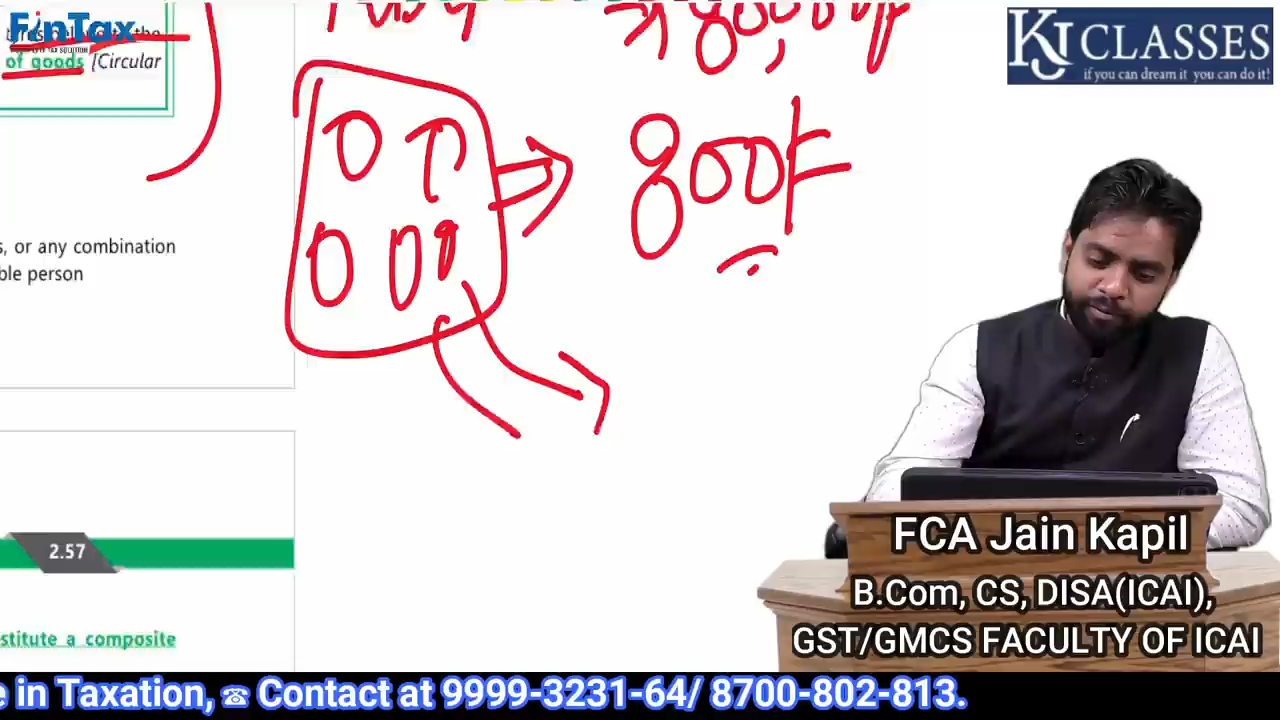 FinTax
of goods [Circular
KJ CLASSES
if you can dream it you can do it!
800F
s, or any combination
ble person
2.57
stitute a composite
FCA Jain Kapil
B.Com, CS, DISA(ICAI),
GST/GMCS FACULTY OF ICAI
e in Taxation, ☎ Contact at 9999-3231-64/ 8700-802-813.